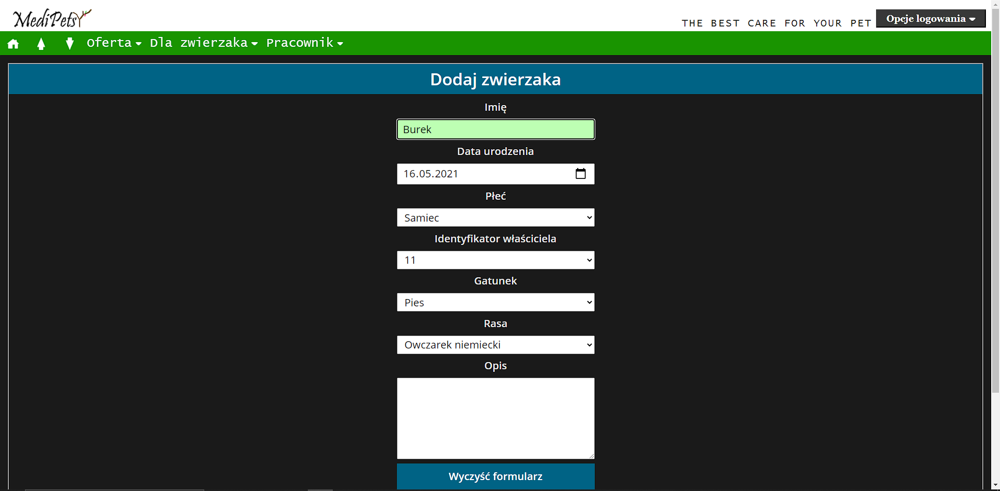 MediPets
THE BEST CARE FOR YOUR PET
Opcje logowania
Oferta Dla zwierzaka Pracownik
Dodaj zwierzaka
Imię
Burek
Data urodzenia
16.05.2021
Płeć
Samiec
Identyfikator właściciela
11
Gatunek
Pies
Rasa
Owczarek niemiecki
Opis
Wyczyść formularz